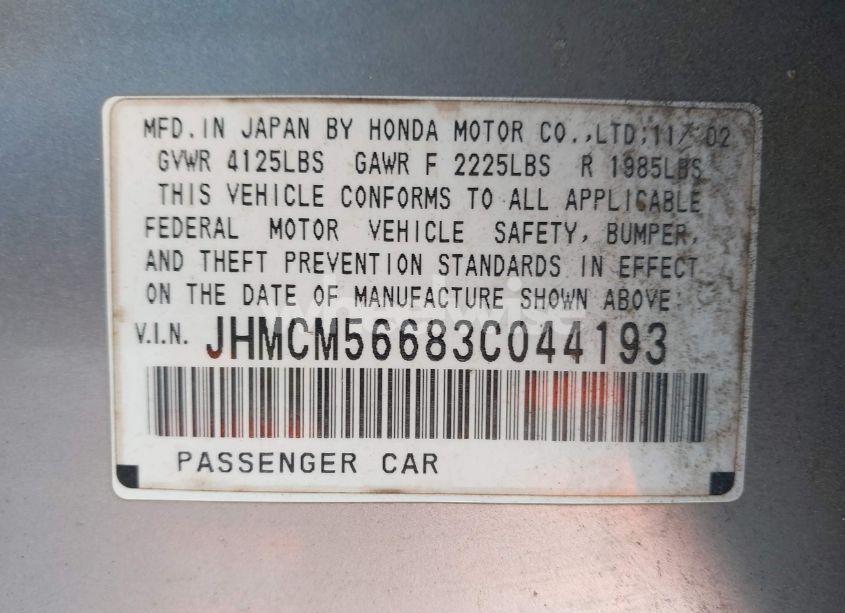 MFD.IN JAPAN BY HONDA MOTOR CO.,LTD;11/ 02
GVWR 4125LBS GAWR F 2225LBS R 1985LBS
THIS VEHICLE CONFORMS TO ALL APPLICABLE
FEDERAL MOTOR VEHICLE SAFETY, BUMPER,
AND THEFT PREVENTION STANDARDS IN EFFECT
ON THE DATE OF MANUFACTURE SHOWN ABOVE:
V.I.N. JHMCM56683C044193
PASSENGER CAR